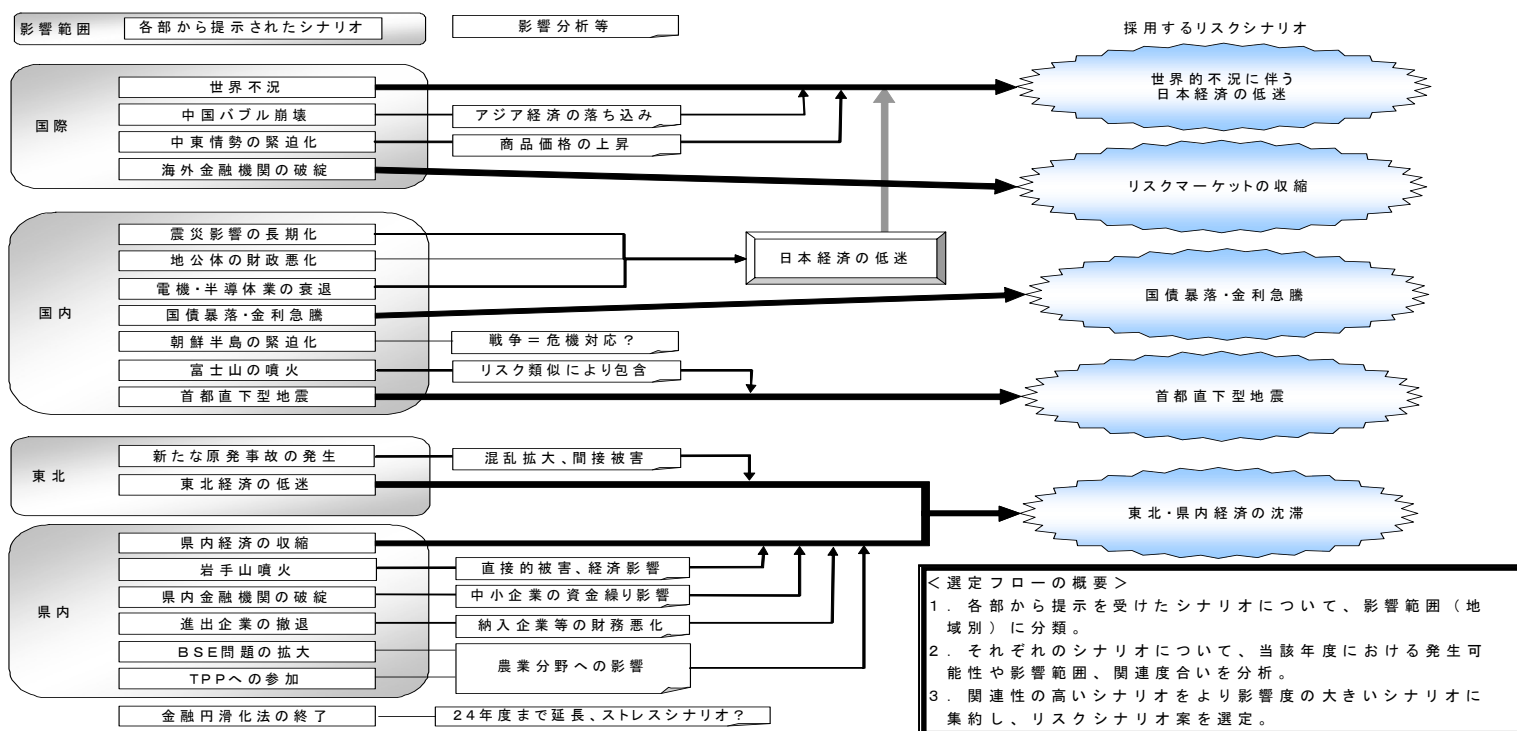 影響範囲
各部から提示されたシナリオ
影響分析等
採用するリスクシナリオ
国際
世界不況
中国バブル崩壊
アジア経済の落ち込み
中東情勢の緊迫化
商品価格の上昇
海外金融機関の破綻
世界的不況に伴う
日本経済の低迷
リスクマーケットの収縮
国内
震災影響の長期化
地公体の財政悪化
電機・半導体業の衰退
日本経済の低迷
国債暴落・金利急騰
国債暴落・金利急騰
朝鮮半島の緊迫化
戦争=危機対応?
富士山の噴火
リスク類似により包含
首都直下型地震
首都直下型地震
東北
新たな原発事故の発生
混乱拡大、間接被害
東北経済の低迷
東北・県内経済の沈滞
県内
県内経済の収縮
岩手山噴火
直接的被害、経済影響
県内金融機関の破綻
中小企業の資金繰り影響
進出企業の撤退
納入企業等の財務悪化
BSE問題の拡大
TPPへの参加
農業分野への影響
金融円滑化法の終了
24年度まで延長、ストレスシナリオ?
<選定フローの概要>
1. 各部から提示を受けたシナリオについて、影響範囲(地
域別)に分類。
2. それぞれのシナリオについて、当該年度における発生可
能性や影響範囲、関連度合いを分析。
3. 関連性の高いシナリオをより影響度の大きいシナリオに
集約し、リスクシナリオ案を選定。